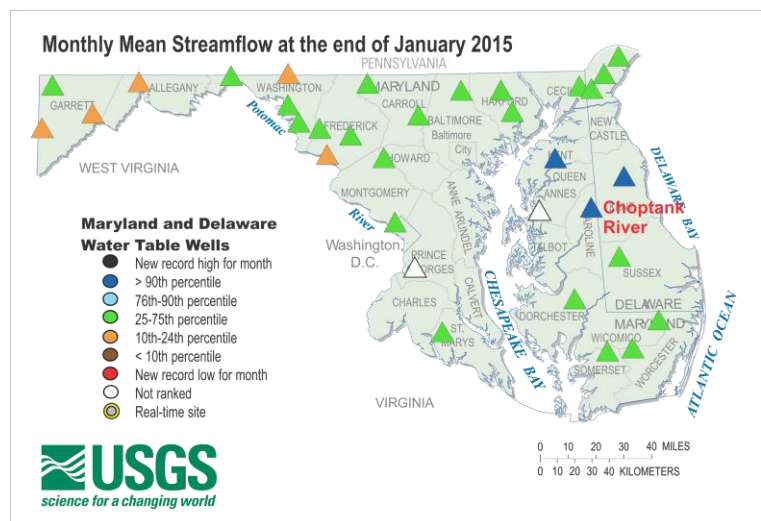 Monthly Mean Streamflow at the end of January 2015
PENNSYLVANIA
GARRETT
ALLEGANY
WASHINGTON
MARYLAND
CARROLL
HARFORD
CECIL
BALTIMORE
Baltimore
City
FREDERICK
Potomac
NEW
CASTLE
WEST VIRGINIA
HOWARD
KENT
QUEEN
ANNES
DELAWARE BAY
MONTGOMERY
ANNE ARUNDEL
Choptank
River
CAROLINE
TALBOT
River
Washington,
D.C.
PRINCE
GEORGES
SUSSEX
CHARLES
CALVERT
CHESAPEAKE BAY
DORCHESTER
DELAWARE
MARYLAND
ST.
MARYS
WICOMICO
SOMERSET
WORCESTER
ATLANTIC OCEAN
VIRGINIA
Maryland and Delaware
Water Table Wells
New record high for month
> 90th percentile
76th-90th percentile
25-75th percentile
10th-24th percentile
< 10th percentile
New record low for month
Not ranked
Real-time site
0 10 20 30 40 MILES
0 10 20 30 40 KILOMETERS
USGS
science for a changing world